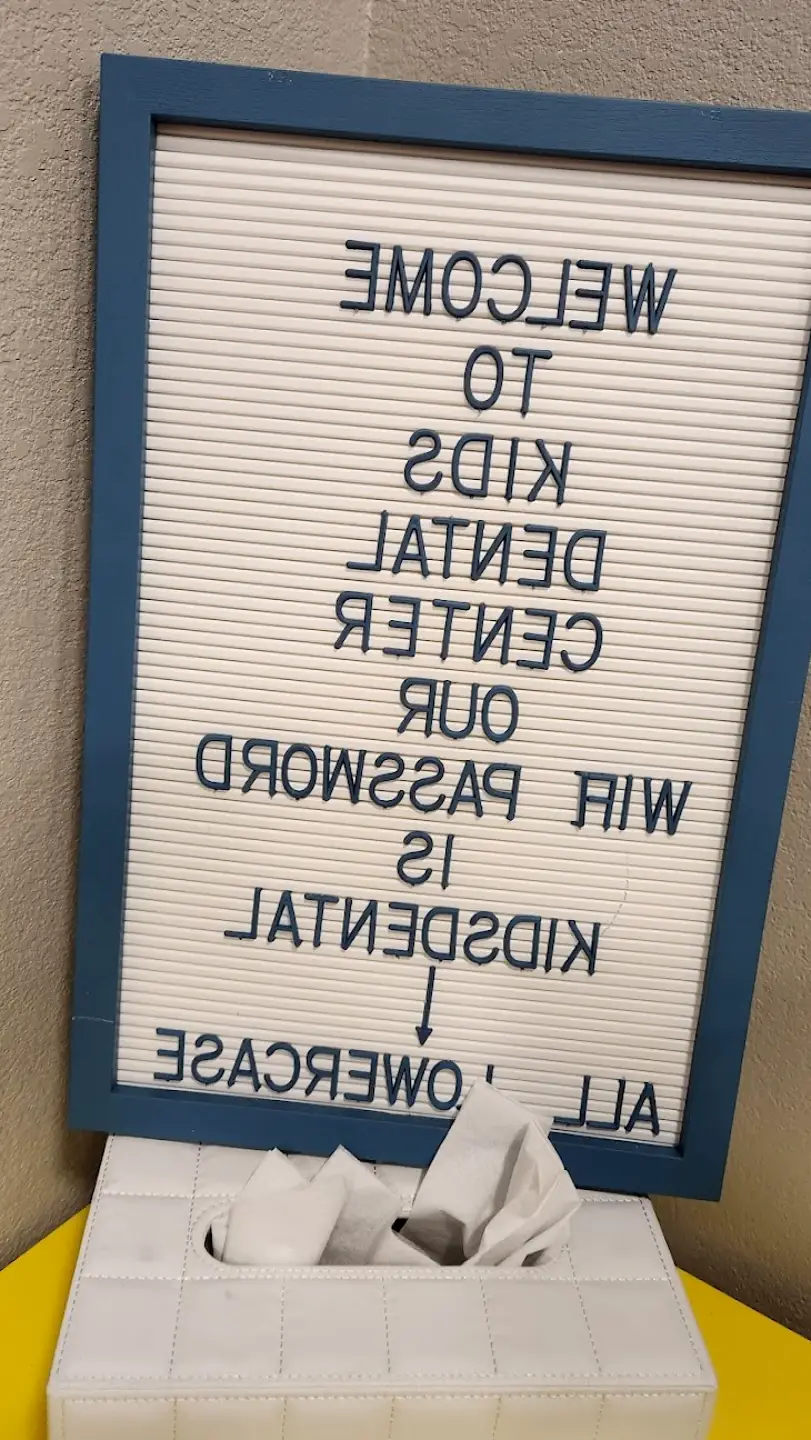 WELCOME
TO
KIDS
DENTAL
CENTER
OUR
WIFI PASSWORD
IS
KIDSDENTAL
ALL LOWERCASE